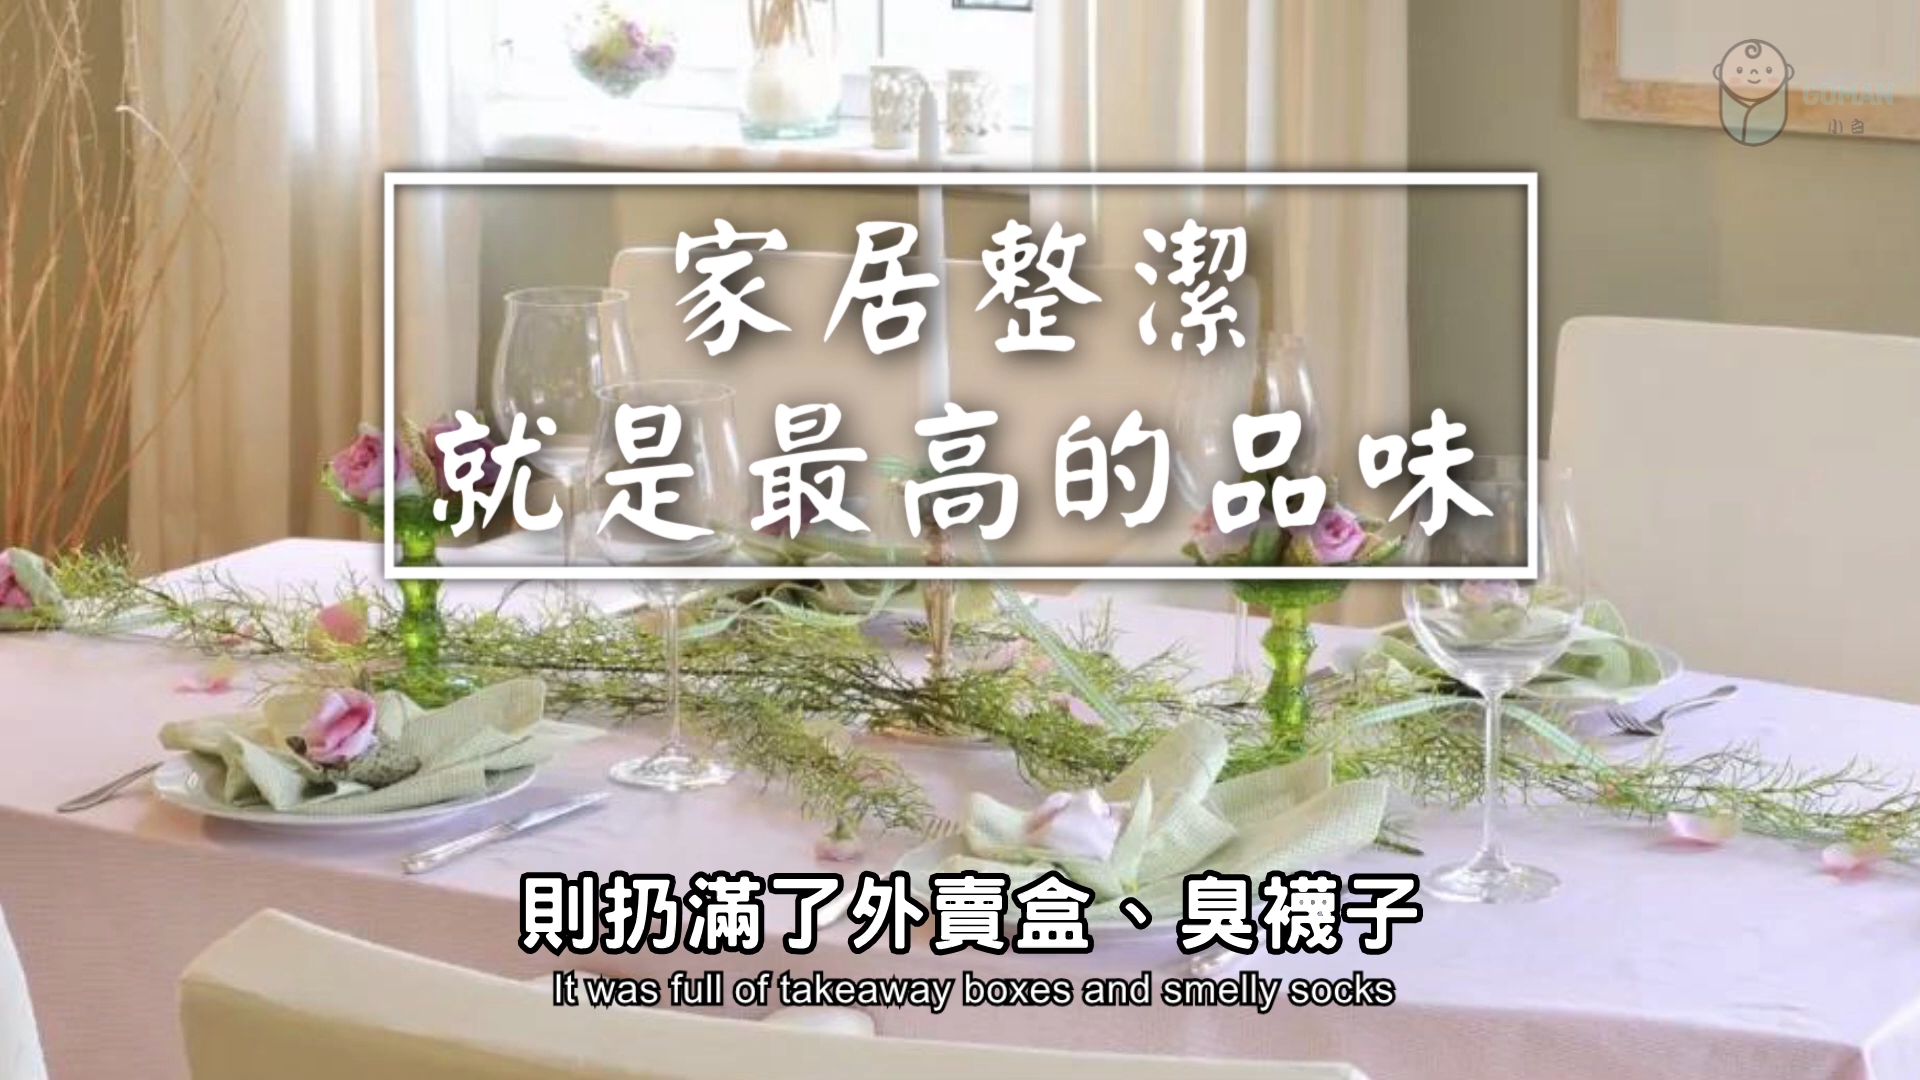 GUMAN
小白
家居整潔
就是最高的品味
則扔滿了外賣盒、臭襪子
It was full of takeaway boxes and smelly socks